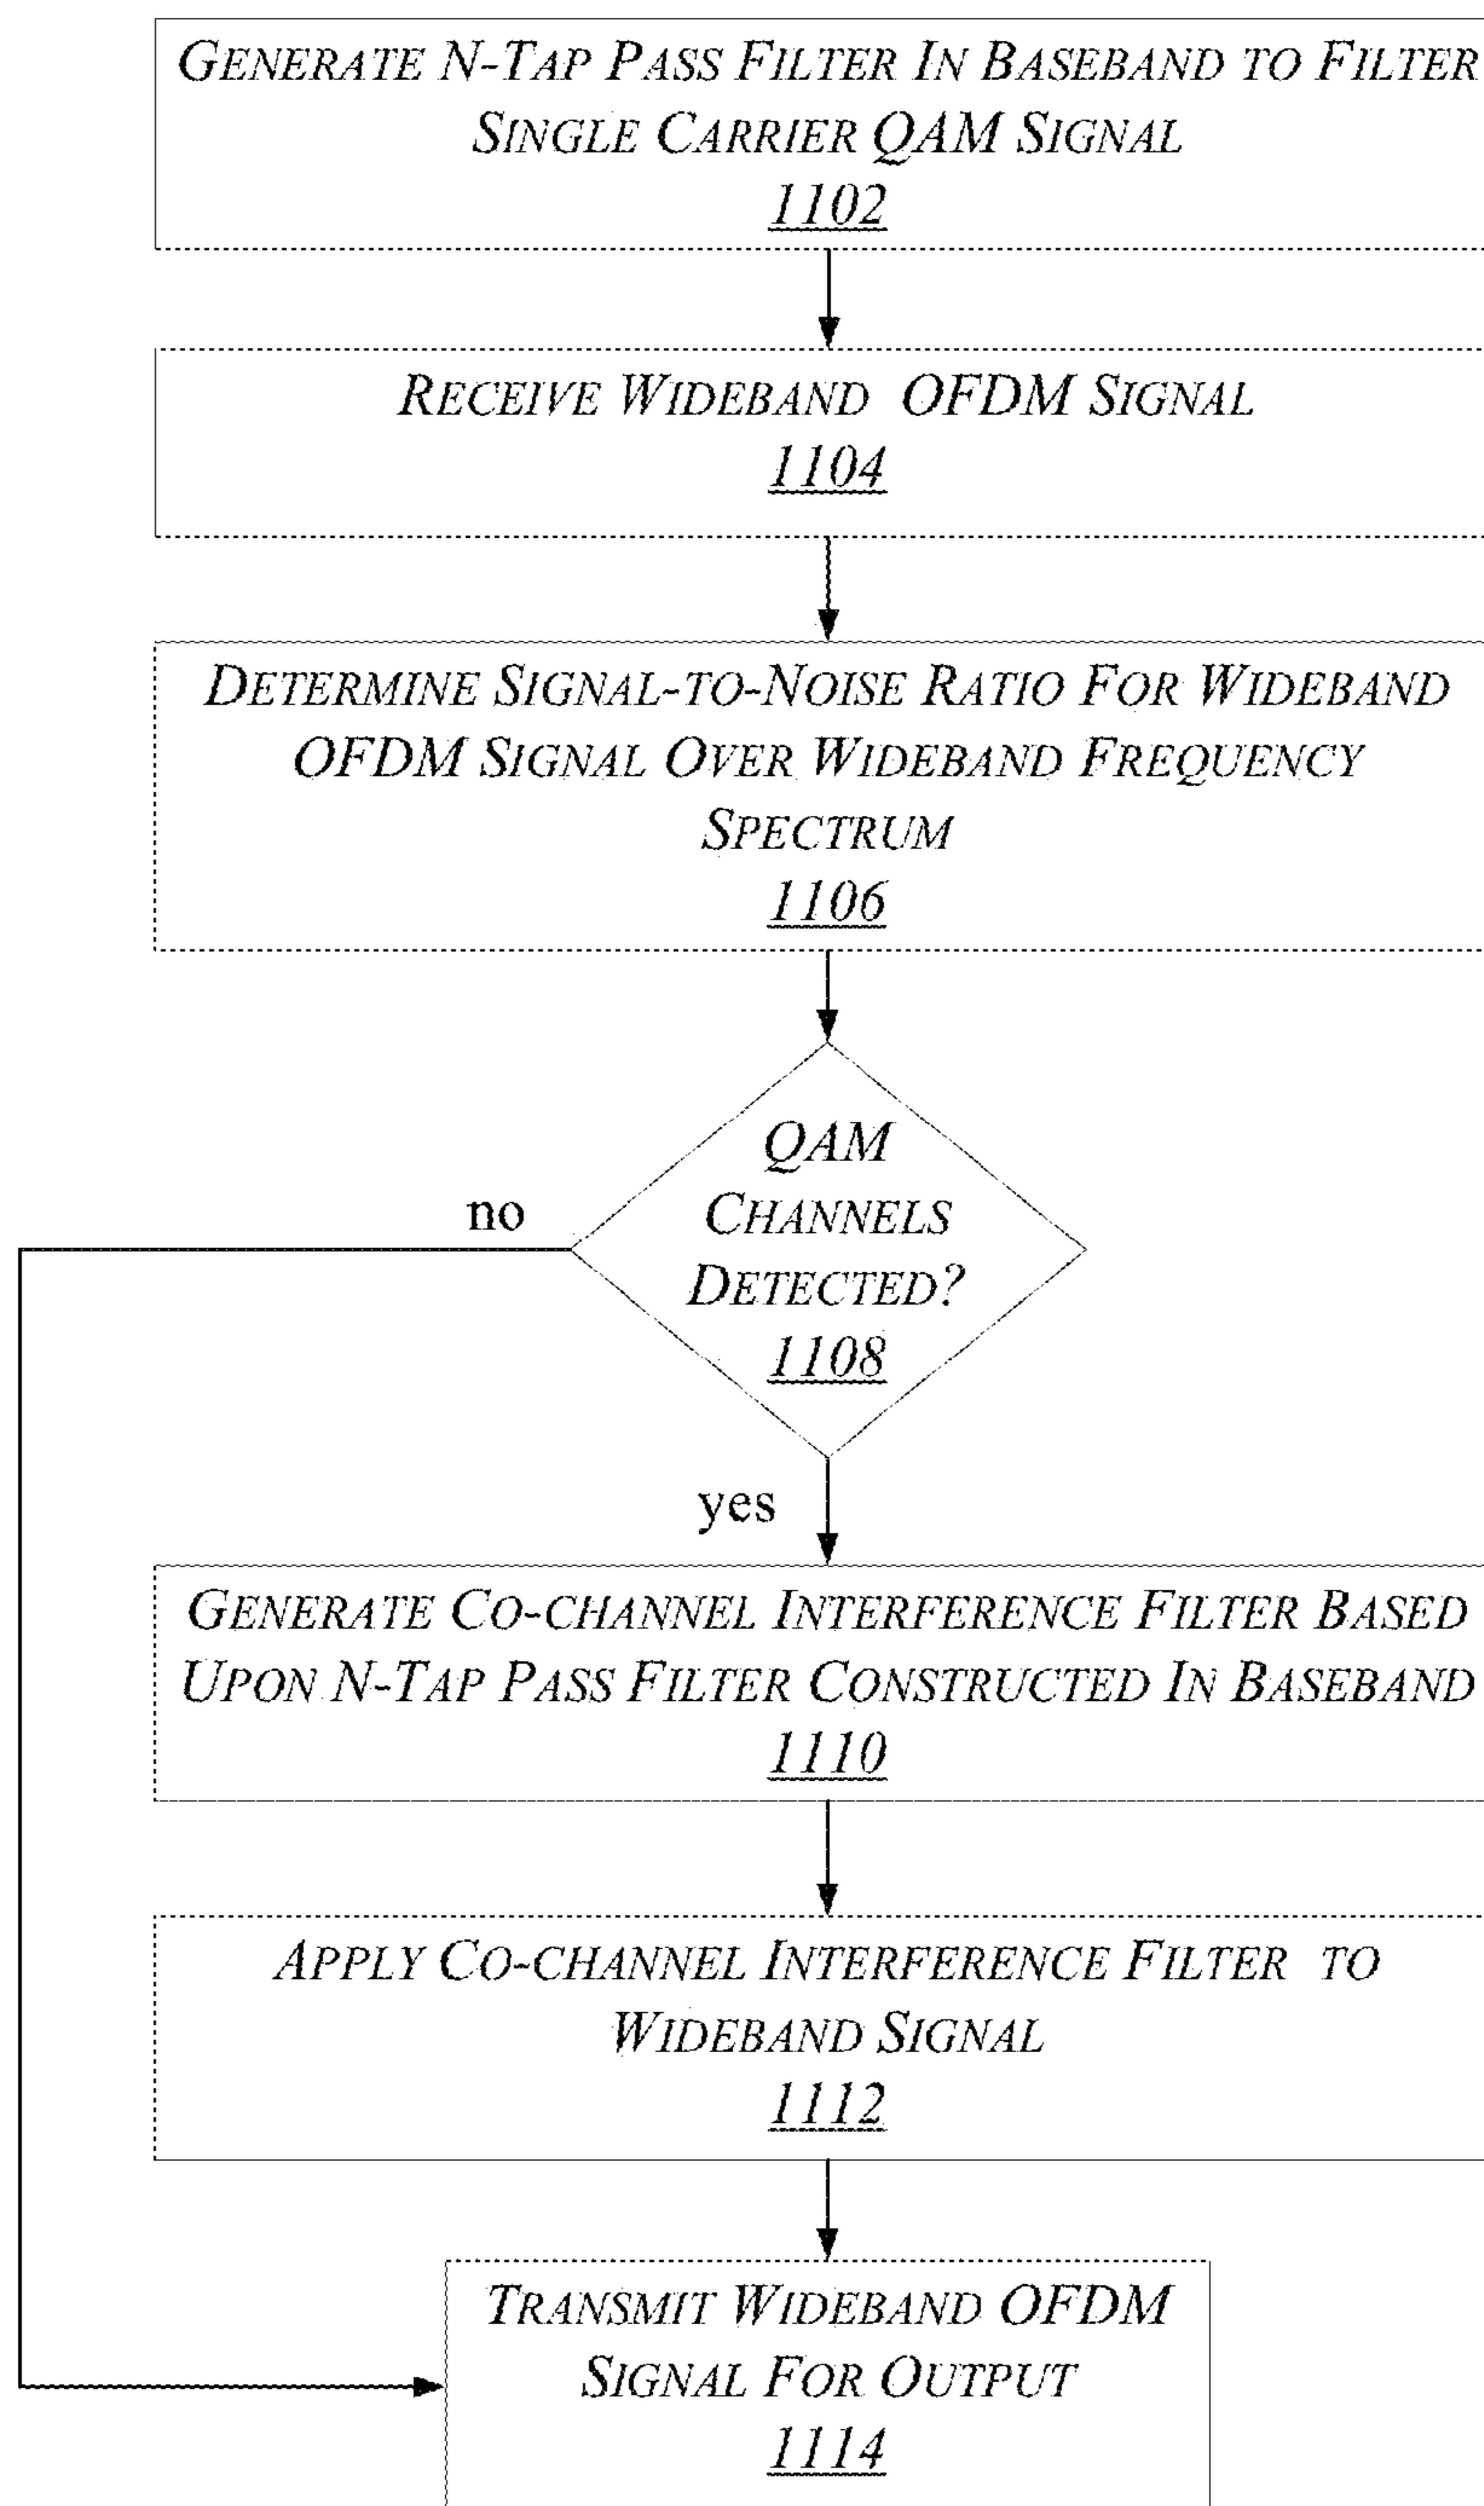 GENERATE N-TAP PASS FILTER IN BASEBAND TO FILTER
SINGLE CARRIER QAM SIGNAL
1102
RECEIVE WIDEBAND OFDM SIGNAL
1104
DETERMINE SIGNAL-TO-NOISE RATIO FOR WIDEBAND
OFDM SIGNAL OVER WIDEBAND FREQUENCY
SPECTRUM
1106
QAM
CHANNELS
DETECTED?
1108
no
yes
GENERATE CO-CHANNEL INTERFERENCE FILTER BASED
UPON N-TAP PASS FILTER CONSTRUCTED IN BASEBAND
1110
APPLY CO-CHANNEL INTERFERENCE FILTER TO
WIDEBAND SIGNAL
1112
TRANSMIT WIDEBAND OFDM
SIGNAL FOR OUTPUT
1114